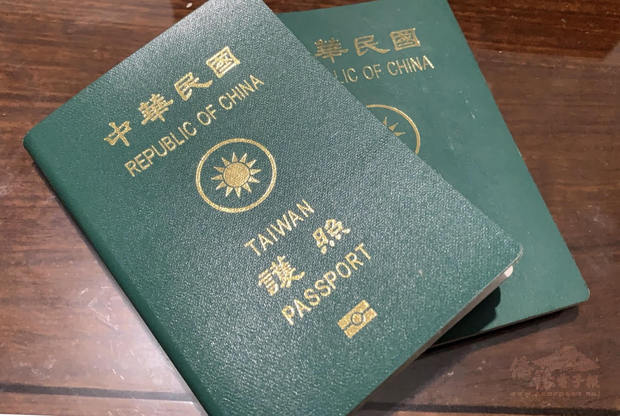 中華民國
REPUBLIC OF CHINA
TAIWAN
護照
PASSPORT
華民國
LIC OF CHINA